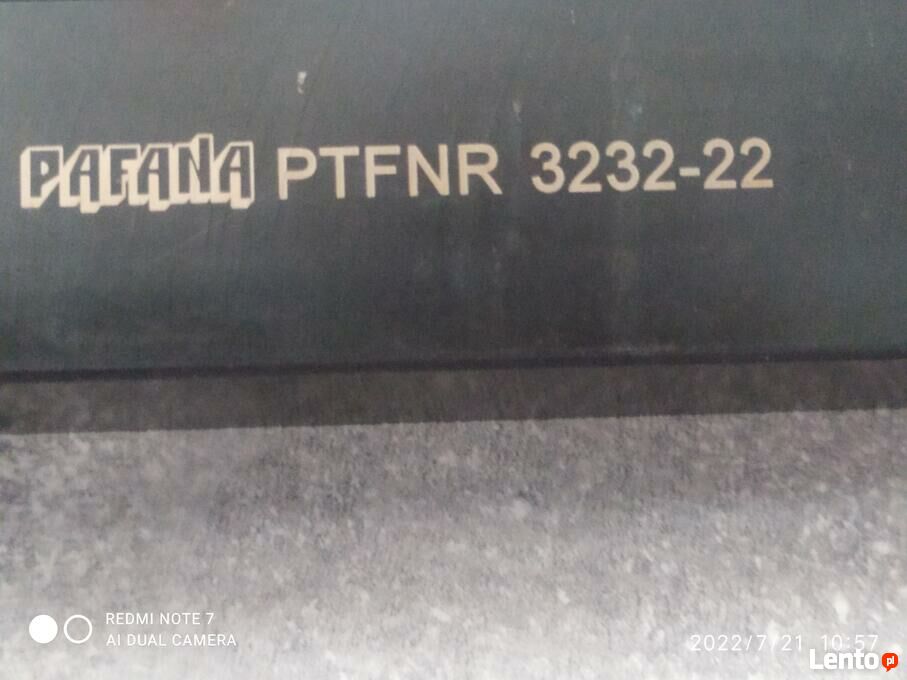 PAFANA PTFNR 3232-22
REDMI NOTE 7
AI DUAL CAMERA
2022/7/21 10:57
Lento pl